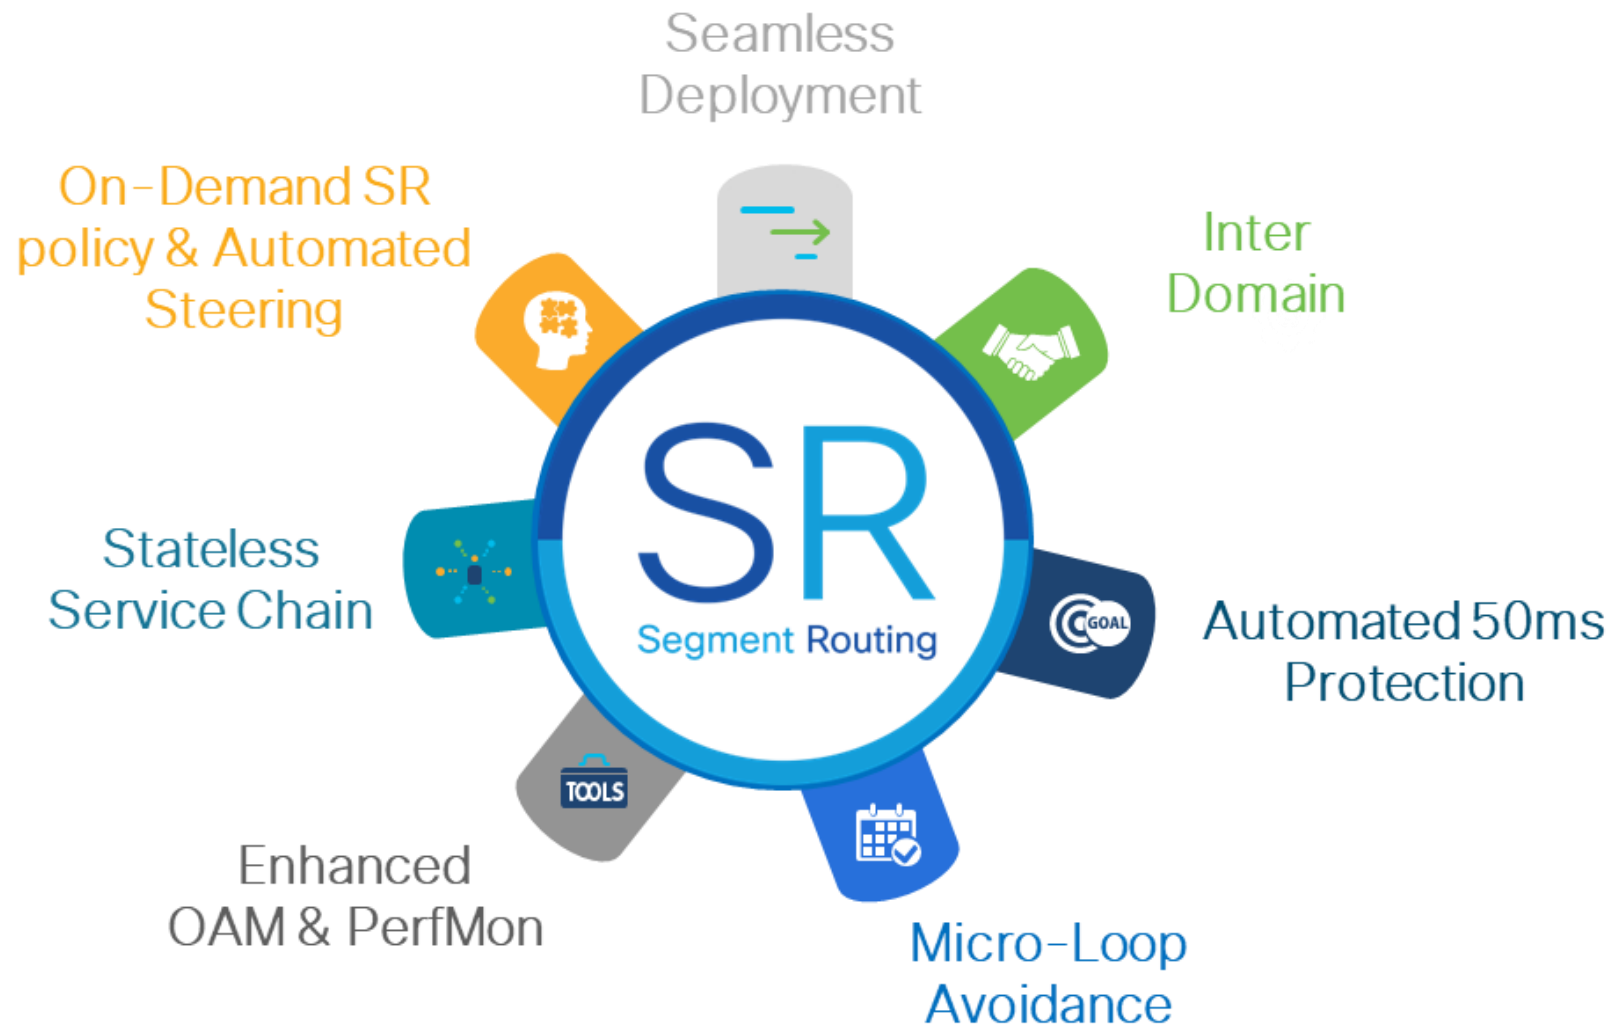 Seamless
Deployment
On-Demand SR
policy & Automated
Steering
Inter
Domain
SR
Segment Routing
GOAL
Automated 50ms
Protection
Stateless
Service Chain
TOOLS
Enhanced
OAM & PerfMon
Micro-Loop
Avoidance